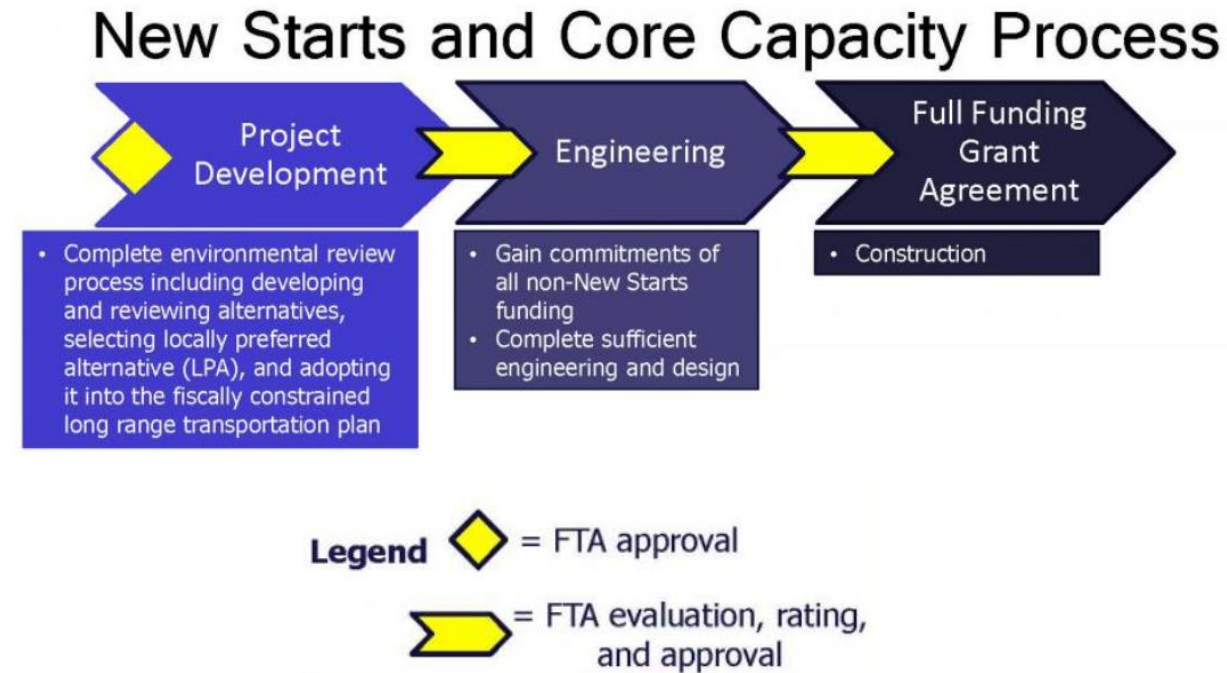 New Starts and Core Capacity Process
Project
Development
Engineering
Full Funding
Grant
Agreement
• Complete environmental review
process including developing
and reviewing alternatives,
selecting locally preferred
alternative (LPA), and adopting
it into the fiscally constrained
long range transportation plan
• Gain commitments of
all non-New Starts
funding
• Complete sufficient
engineering and design
• Construction
Legend
= FTA approval
= FTA evaluation, rating,
and approval